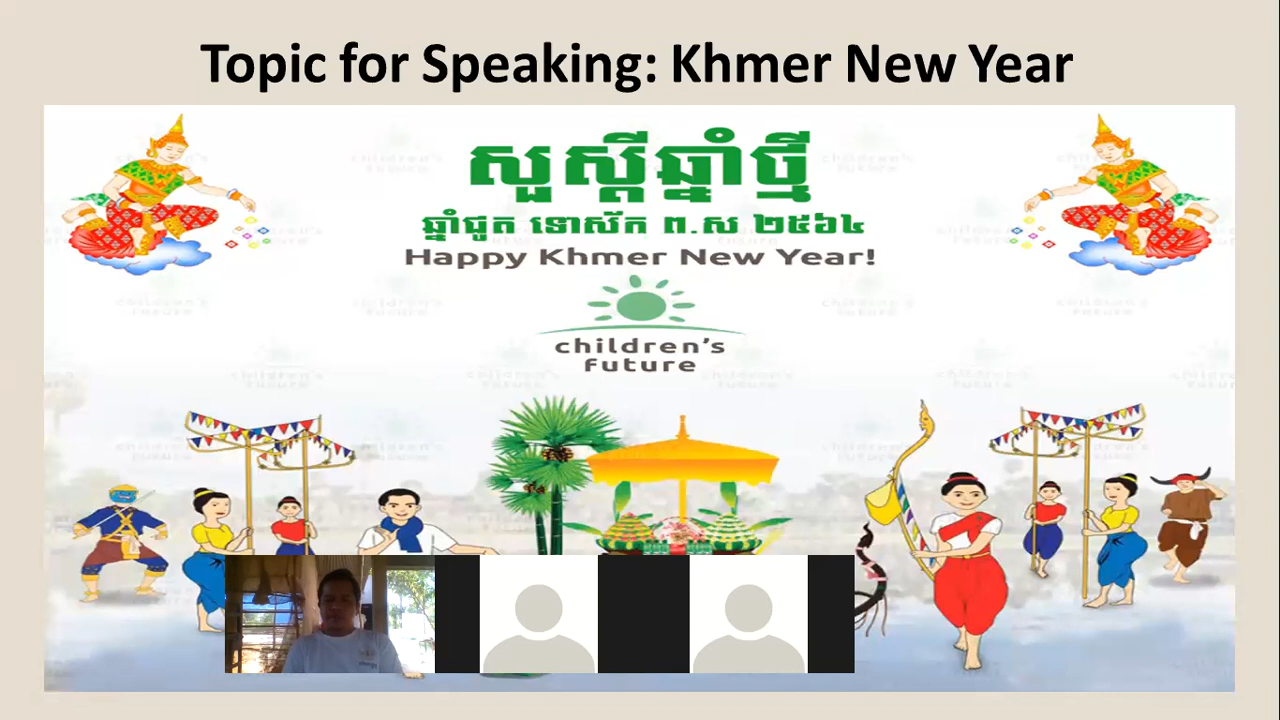 Topic for Speaking: Khmer New Year
សួស្តីឆ្នាំថ្មី
ឆ្នាំជូត ទោស័ក ព.ស ២៥៦៤
Happy Khmer New Year!
children's
future